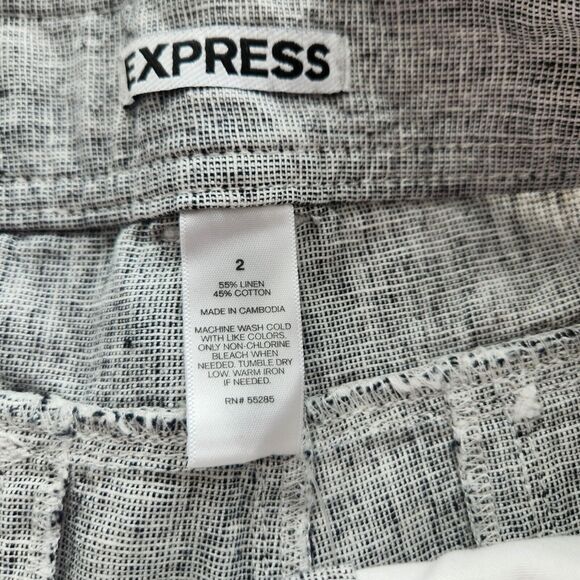 EXPRESS
2
55% LINEN
45% COTTON
MADE IN CAMBODIA
MACHINE WASH COLD
WITH LIKE COLORS.
ONLY NON-CHLORINE
BLEACH WHEN
NEEDED. TUMBLE DRY
LOW. WARM IRON
IF NEEDED.
RN# 55285